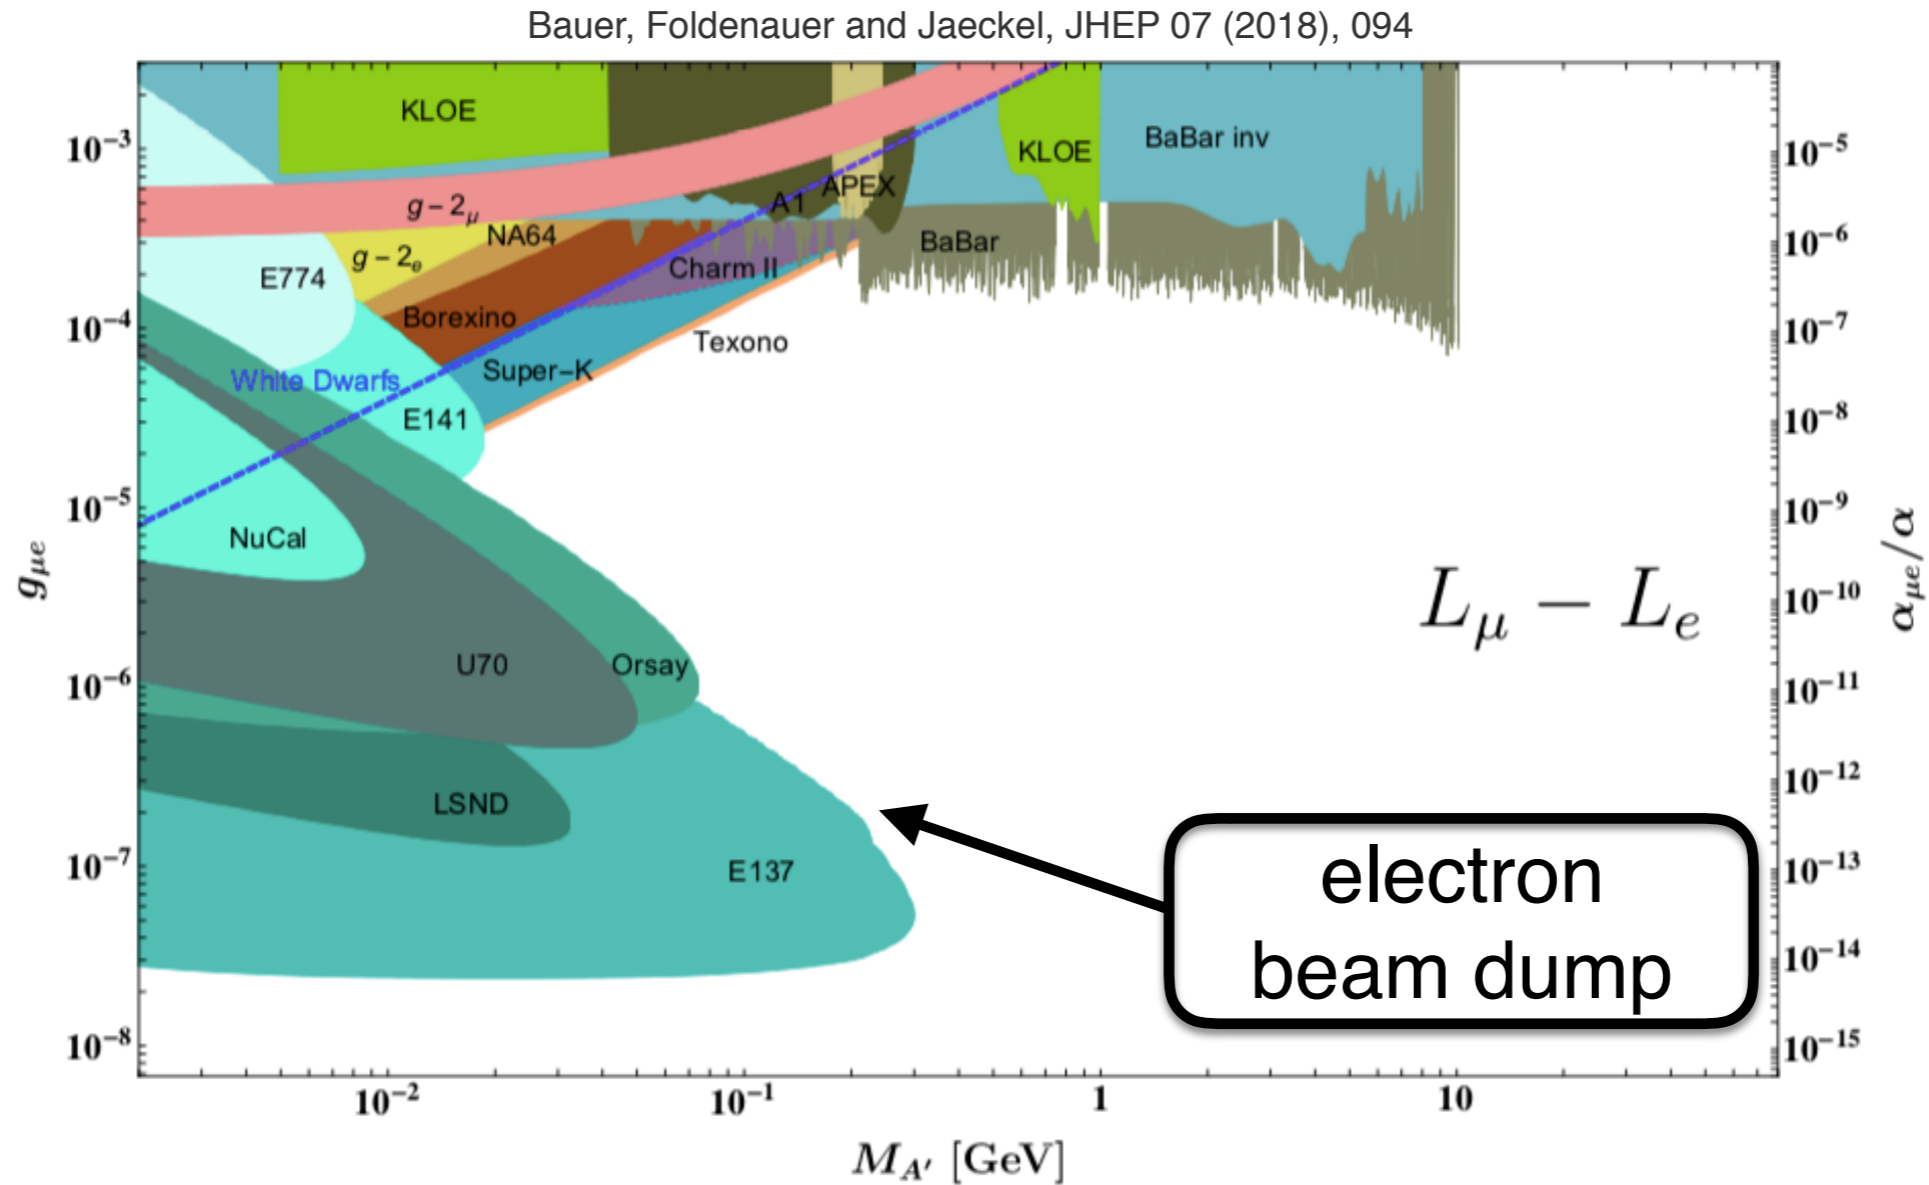 Bauer, Foldenauer and Jaeckel, JHEP 07 (2018), 094
KLOE
10⁻³
KLOE
BaBar inv
10⁻⁵
APEX
A1
g − 2μ
NA64
g − 2e
BaBar
10⁻⁶
E774
Charm II
10⁻⁴
Borexino
Texono
10⁻⁷
White Dwarfs
Super−K
E141
10⁻⁸
10⁻⁵
10⁻⁹
NuCal
gμe
αμe/α
Lμ − Le
10⁻¹⁰
10⁻⁶
U70
Orsay
10⁻¹¹
LSND
10⁻¹²
10⁻⁷
E137
electron
beam dump
10⁻¹³
10⁻¹⁴
10⁻⁸
10⁻¹⁵
10⁻²
10⁻¹
1
10
MA′ [GeV]